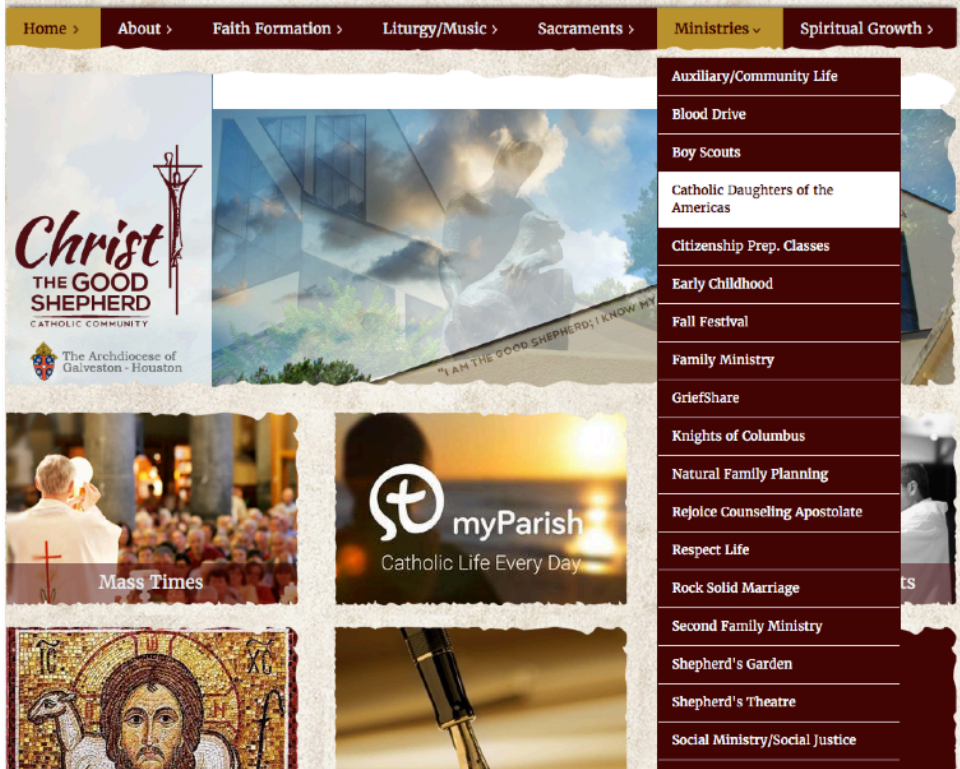 Home >
About >
Faith Formation >
Liturgy/Music >
Sacraments >
Ministries
Spiritual Growth >
Auxiliary/Community Life
Blood Drive
Boy Scouts
Catholic Daughters of the
Americas
Citizenship Prep. Classes
Early Childhood
Fall Festival
Family Ministry
GriefShare
Knights of Columbus
Natural Family Planning
Rejoice Counseling Apostolate
Respect Life
Rock Solid Marriage
Second Family Ministry
Shepherd's Garden
Shepherd's Theatre
Social Ministry/Social Justice
Christ
THE GOOD
SHEPHERD
CATHOLIC COMMUNITY
The Archdiocese of
Galveston - Houston
"I AM THE GOOD SHEPHERD; I KNOW MY
Mass Times
myParish
Catholic Life Every Day